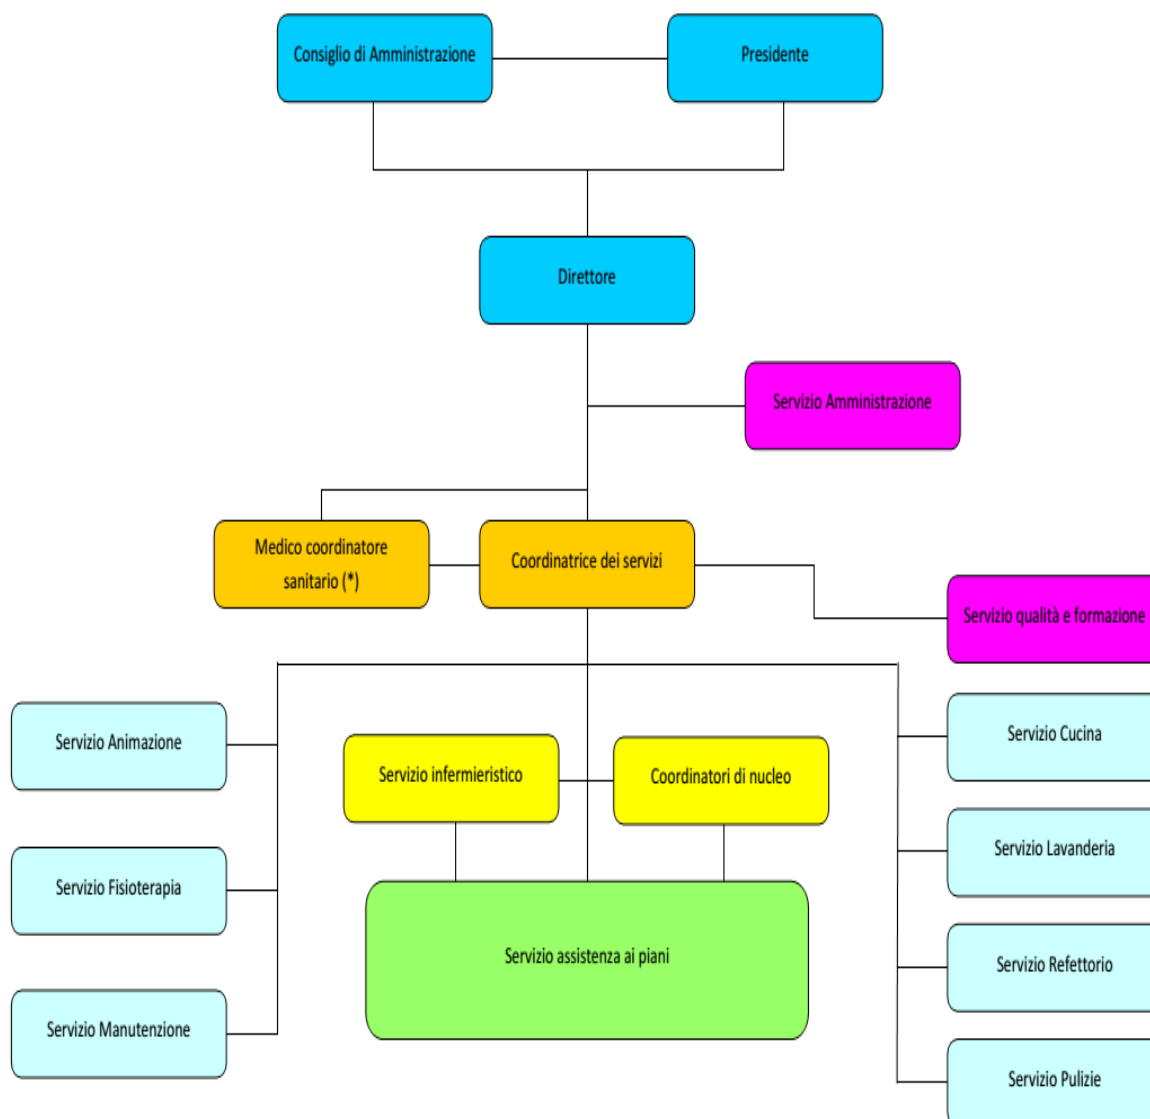 Consiglio di Amministrazione
Presidente
Direttore
Servizio Amministrazione
Medico coordinatore
sanitario (*)
Coordinatrice dei servizi
Servizio qualità e formazione
Servizio Animazione
Servizio infermieristico
Coordinatori di nucleo
Servizio Cucina
Servizio Lavanderia
Servizio Fisioterapia
Servizio assistenza ai piani
Servizio Refettorio
Servizio Manutenzione
Servizio Pulizie